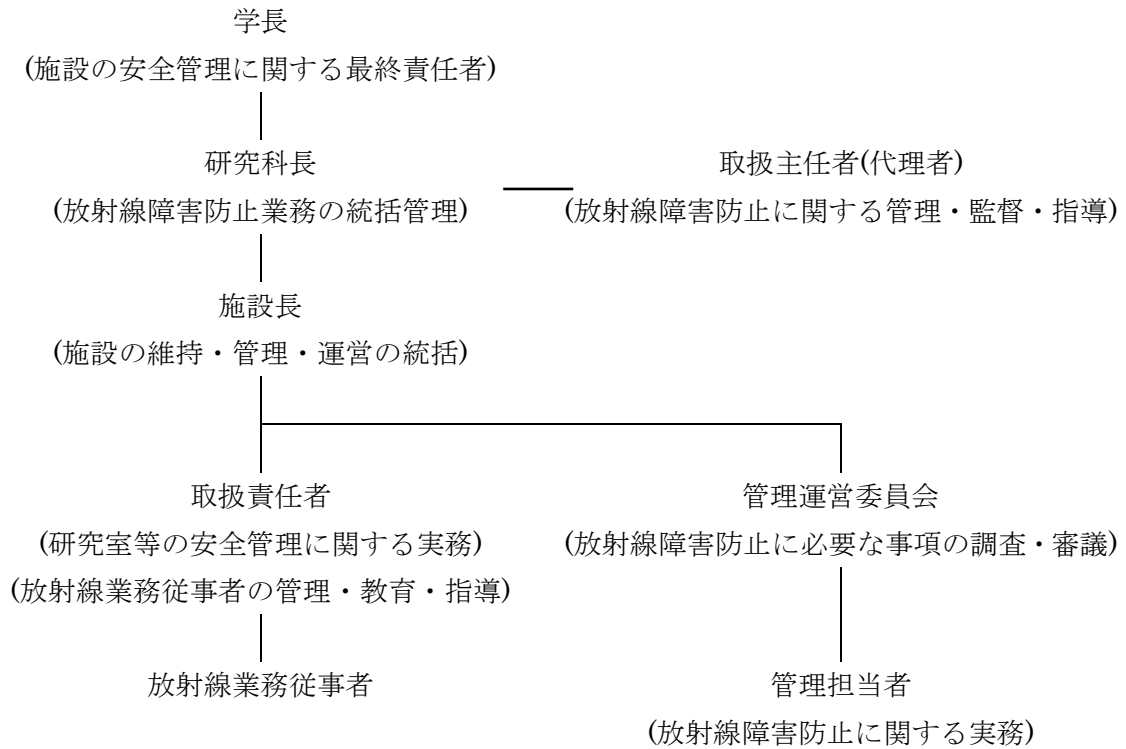 学長
(施設の安全管理に関する最終責任者)
研究科長
(放射線障害防止業務の統括管理)
取扱主任者(代理者)
(放射線障害防止に関する管理・監督・指導)
施設長
(施設の維持・管理・運営の統括)
取扱責任者
(研究室等の安全管理に関する実務)
(放射線業務従事者の管理・教育・指導)
放射線業務従事者
管理運営委員会
(放射線障害防止に必要な事項の調査・審議)
管理担当者
(放射線障害防止に関する実務)